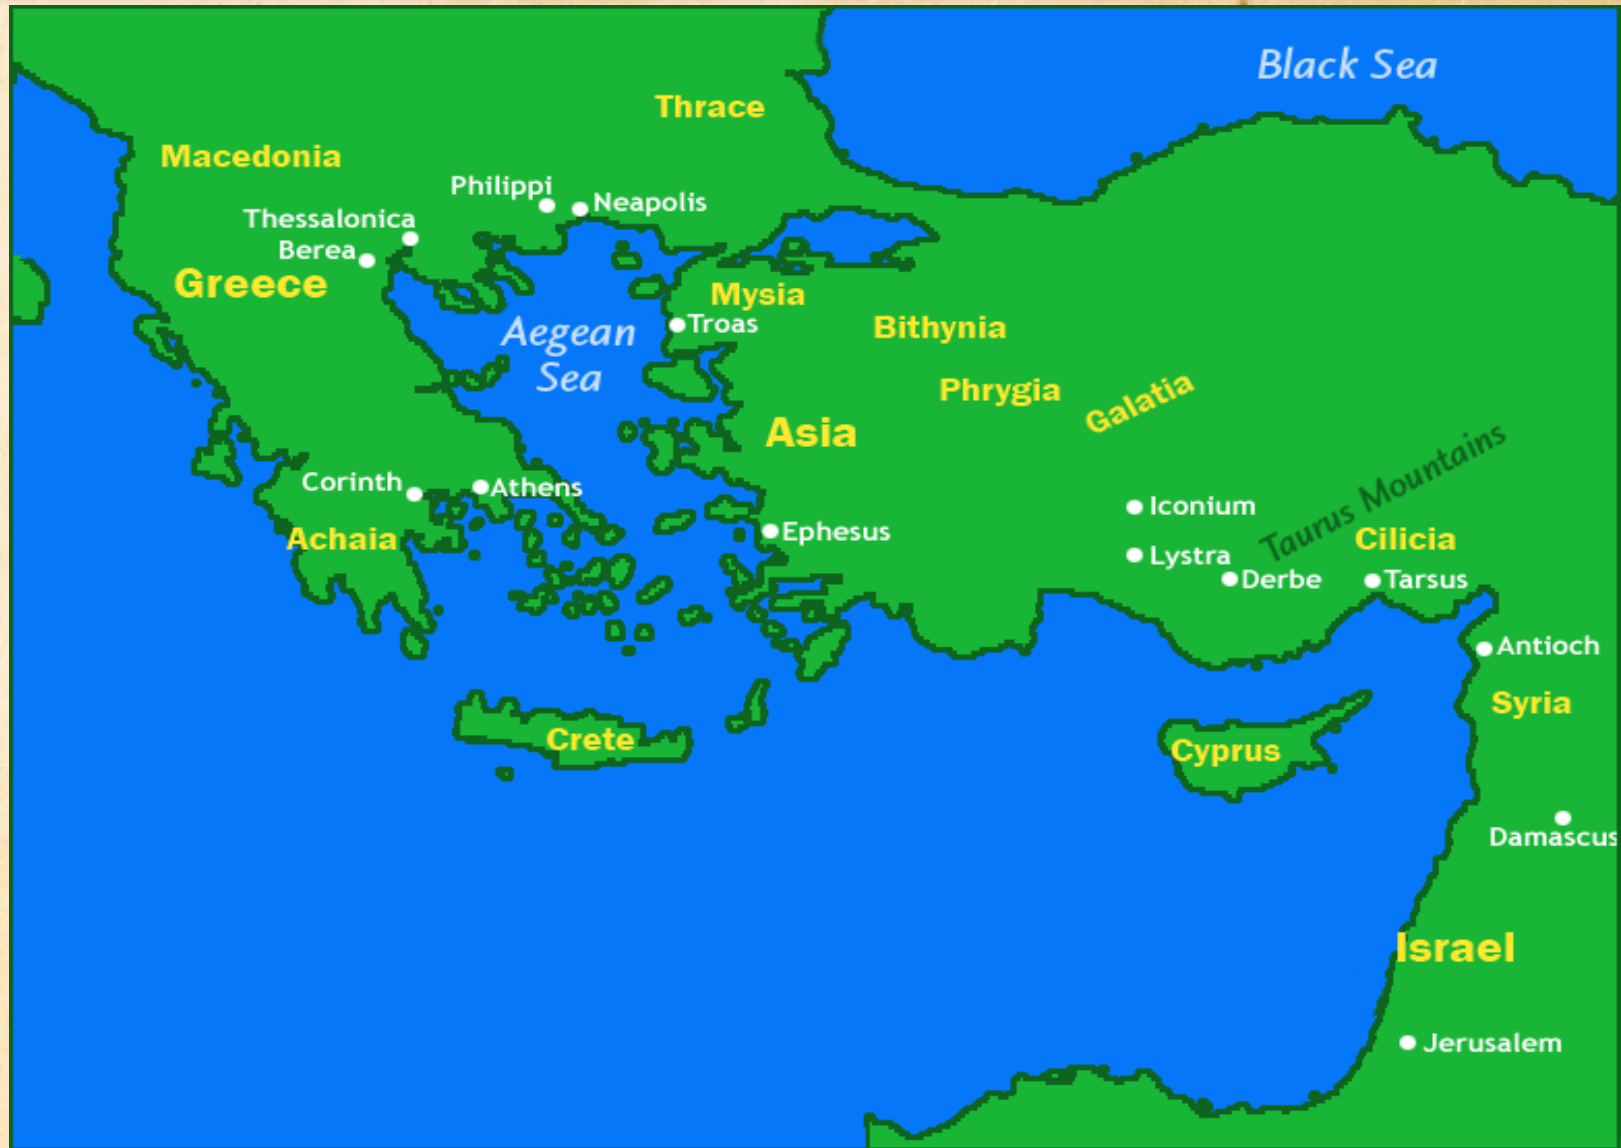 Black Sea
Thrace
Macedonia
Philippi
Neapolis
Thessalonica
Berea
Greece
Mysia
Aegean
Sea
Troas
Bithynia
Phrygia
Galatia
Asia
Taurus Mountains
Corinth
Athens
Iconium
Ephesus
Achaia
Cilicia
Lystra
Derbe
Tarsus
Antioch
Syria
Crete
Cyprus
Damascus
Israel
Jerusalem